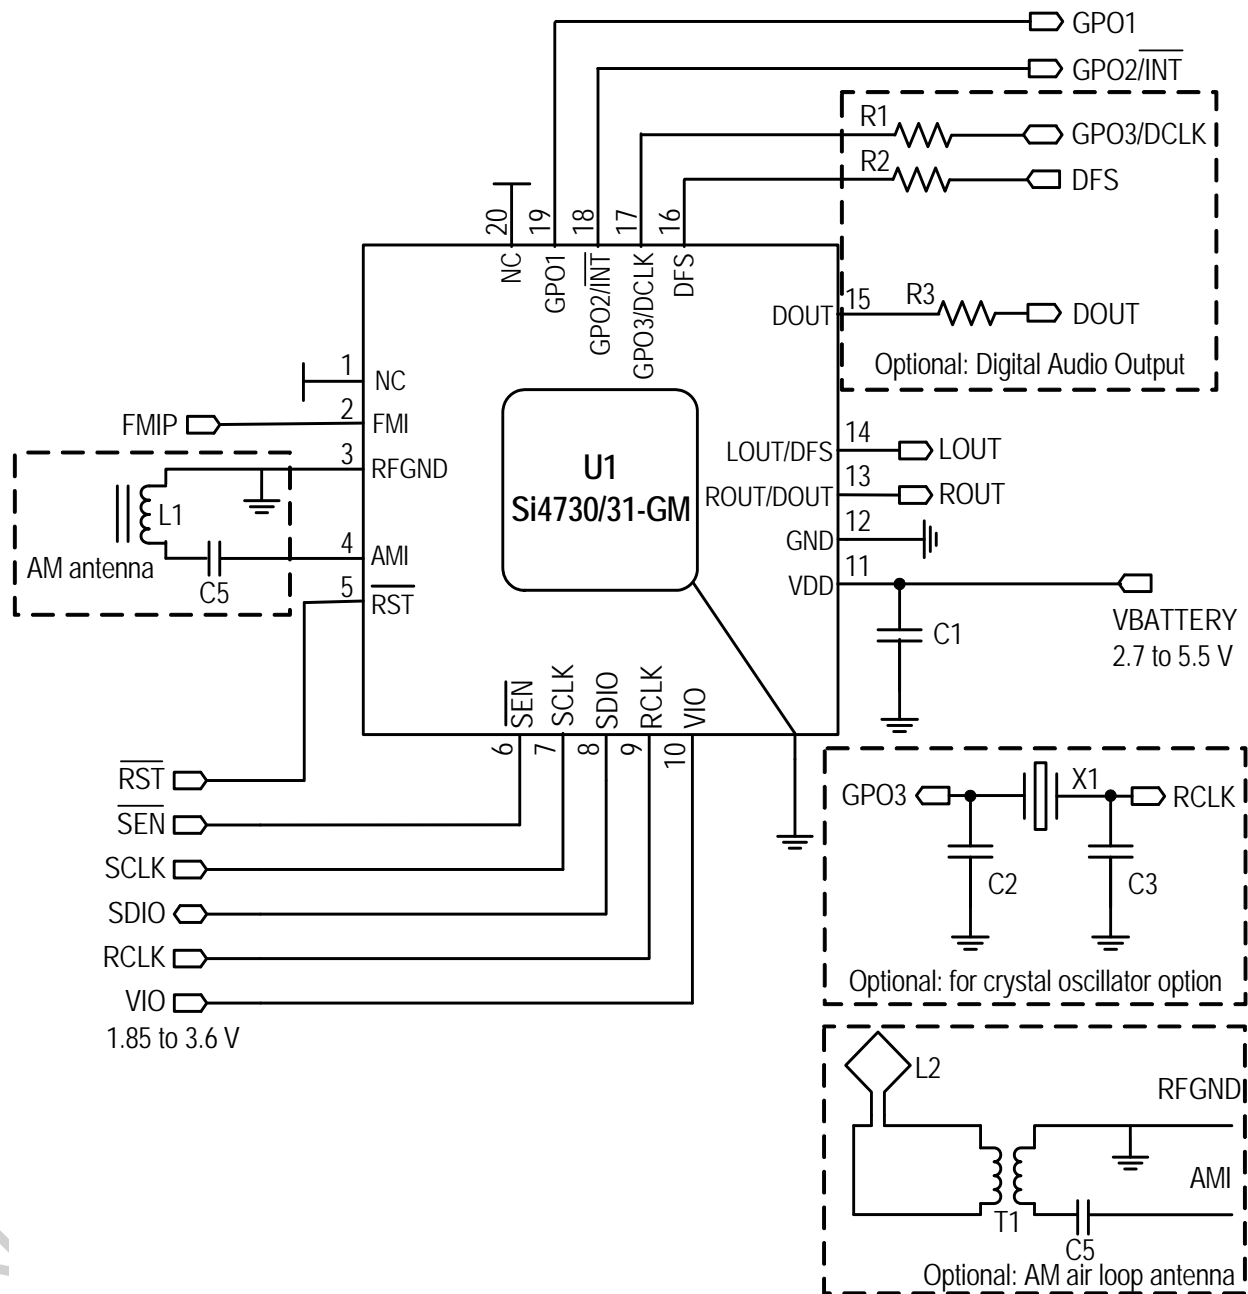 GPO1
GPO2/INT
R1
GPO3/DCLK
R2
DFS
20
19
18
17
16
NC
GPO1
GPO2/INT
GPO3/DCLK
DFS
DOUT
15
R3
DOUT
Optional: Digital Audio Output
1
NC
FMIP
2
FMI
3
RFGND
L1
AM antenna
C5
4
AMI
5
RST
U1
Si4730/31-GM
LOUT/DFS
14
LOUT
ROUT/DOUT
13
ROUT
GND
12
VDD
11
C1
VBATTERY
2.7 to 5.5 V
SEN
SCLK
SDIO
RCLK
VIO
6
7
8
9
10
RST
SEN
SCLK
SDIO
RCLK
VIO
1.85 to 3.6 V
GPO3
X1
RCLK
C2
C3
Optional: for crystal oscillator option
L2
RFGND
AMI
T1
C5
Optional: AM air loop antenna